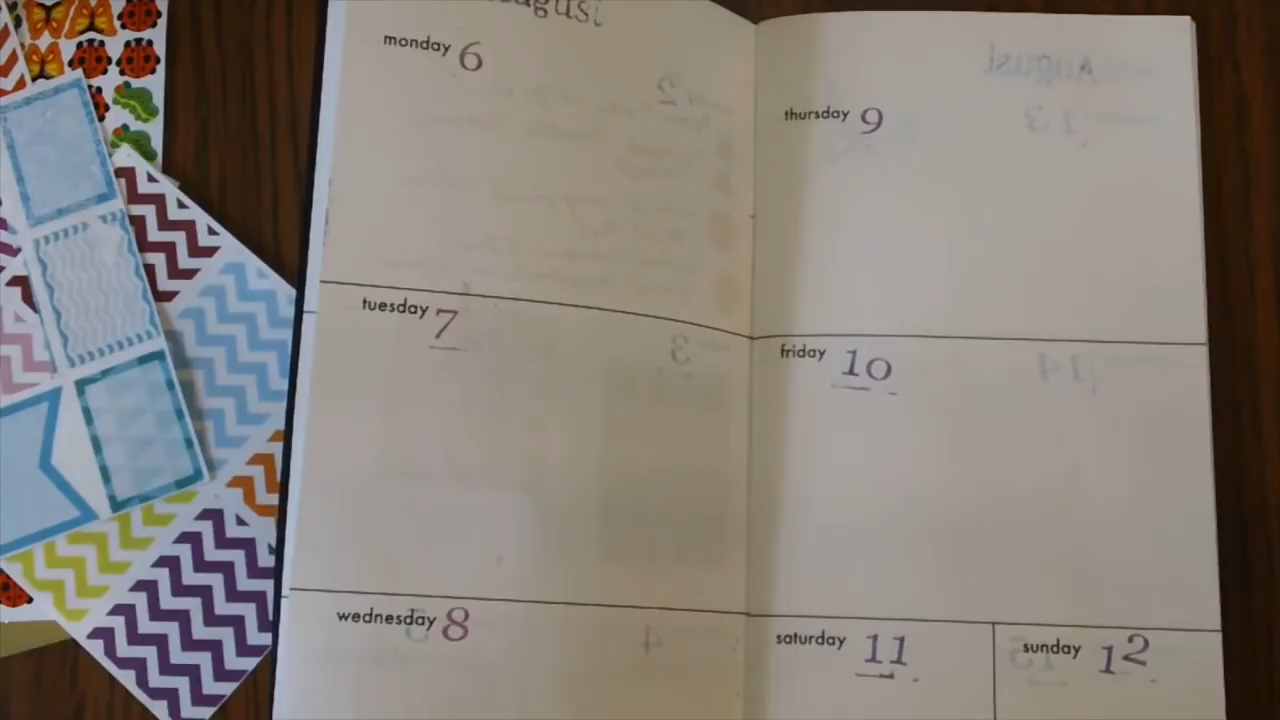 August
monday 6
tuesday 7
wednesday 8
thursday 9
friday 10
saturday 11
sunday 12